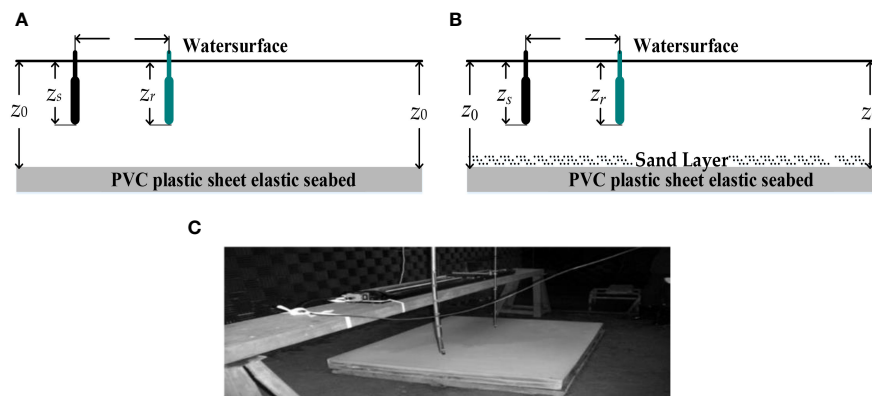 A
Watersurface
z0
zs
zr
z0
PVC plastic sheet elastic seabed
B
Watersurface
z0
zs
zr
z
Sand Layer
PVC plastic sheet elastic seabed
C